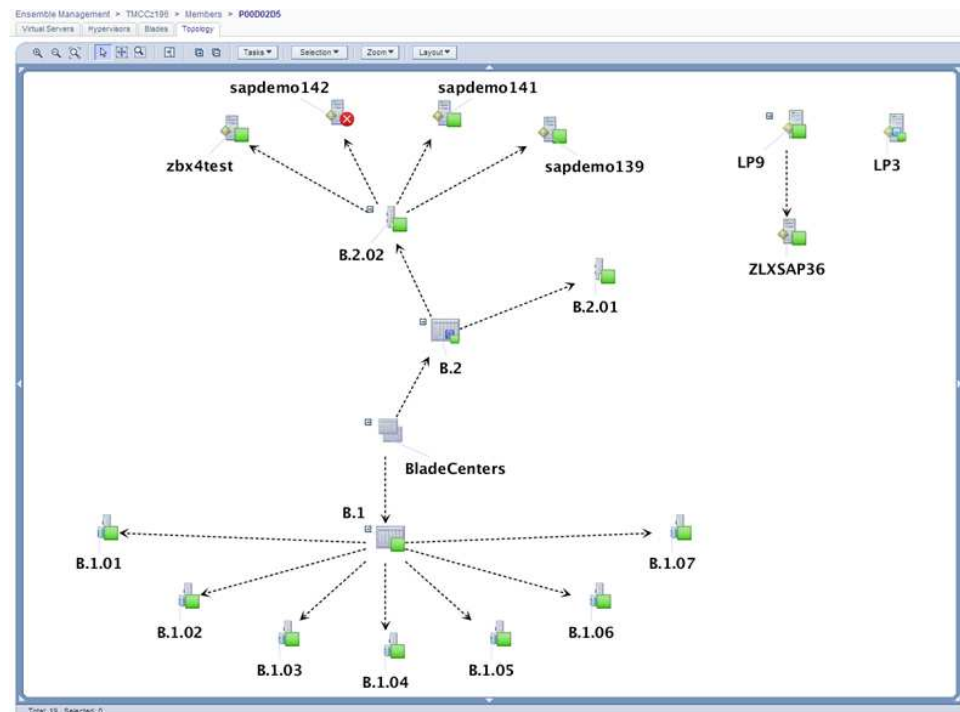 Ensemble Management > TMCCz196 > Members > P00D02D5
Virtual Servers Hypervisors Blades Topology
Tasks Selection Zoom Layout
sapdemo142 sapdemo141
zbx4test sapdemo139 LP9 LP3
B.2.02 ZLXSAP36
B.2.01
B.2
BladeCenters
B.1
B.1.01 B.1.07
B.1.02 B.1.06
B.1.03 B.1.04 B.1.05
Total: 19 Selected: 0